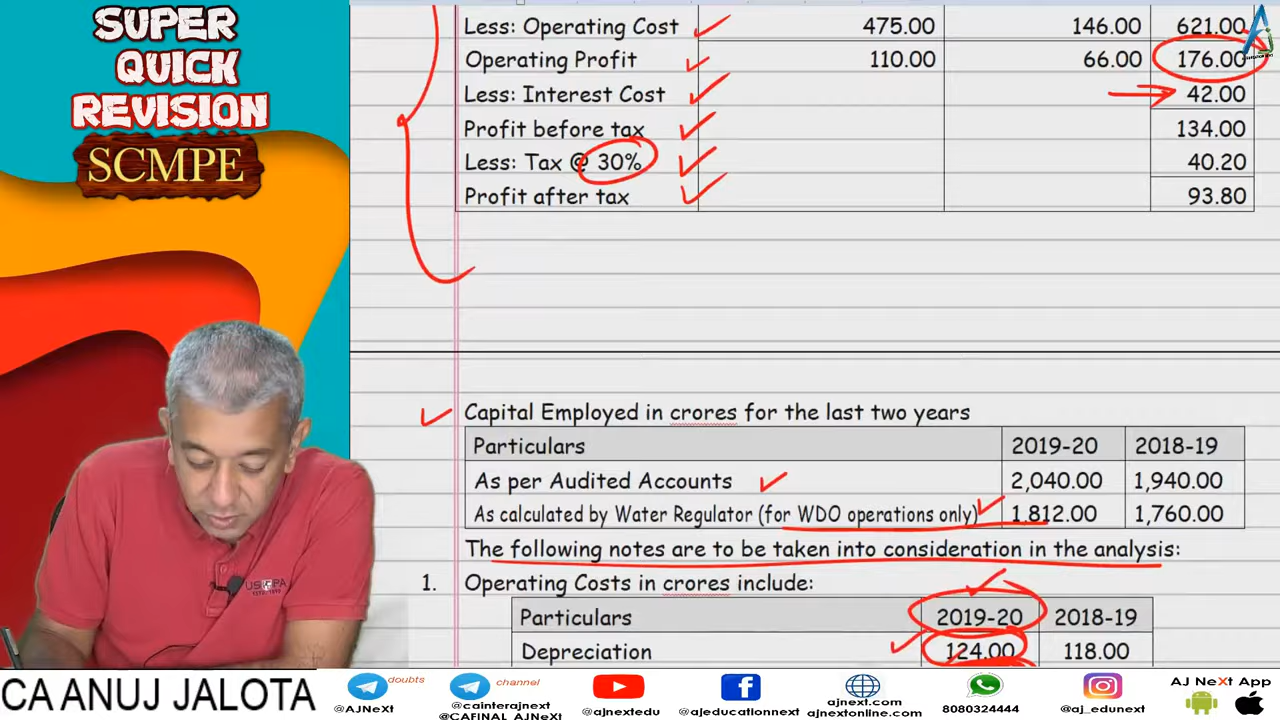 SUPER
QUICK
REVISION
SCMPE
Less: Operating Cost 475.00 146.00 621.00
Operating Profit 110.00 66.00 176.00
Less: Interest Cost 42.00
Profit before tax 134.00
Less: Tax @ 30% 40.20
Profit after tax 93.80
Capital Employed in crores for the last two years
Particulars 2019-20 2018-19
As per Audited Accounts 2,040.00 1,940.00
As calculated by Water Regulator (for WDO operations only) 1,812.00 1,760.00
The following notes are to be taken into consideration in the analysis:
1. Operating Costs in crores include:
Particulars 2019-20 2018-19
Depreciation 124.00 118.00
CA ANUJ JALOTA
doubts
@AJNeXt
channel
@cainterajnext
@CAFINAL_AJNeXt
@ajnextedu
@ajeducationnext
ajnext.com
ajnextonline.com
8080324444
@aj_edunext
AJ NeXt App